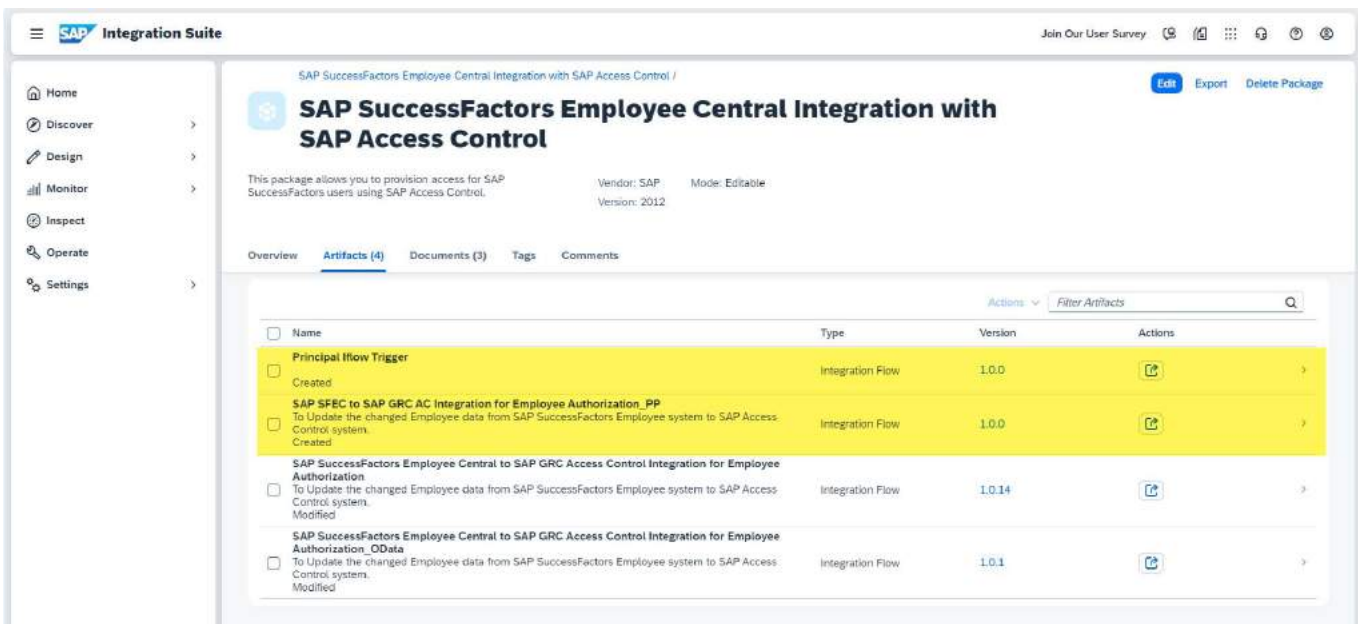 SAP Integration Suite
Join Our User Survey
Home
Discover
Design
Monitor
Inspect
Operate
Settings
SAP SuccessFactors Employee Central Integration with SAP Access Control /
Edit Export Delete Package
SAP SuccessFactors Employee Central Integration with
SAP Access Control
This package allows you to provision access for SAP
SuccessFactors users using SAP Access Control.
Vendor: SAP Mode: Editable
Version: 2012
Overview Artifacts (4) Documents (3) Tags Comments
Actions Filter Artifacts
Name Type Version Actions
Principal Iflow Trigger
Created
Integration Flow 1.0.0
SAP SFEC to SAP GRC AC Integration for Employee Authorization_PP
To Update the changed Employee data from SAP SuccessFactors Employee system to SAP Access
Control system.
Created
Integration Flow 1.0.0
SAP SuccessFactors Employee Central to SAP GRC Access Control Integration for Employee
Authorization
To Update the changed Employee data from SAP SuccessFactors Employee system to SAP Access
Control system.
Modified
Integration Flow 1.0.14
SAP SuccessFactors Employee Central to SAP GRC Access Control Integration for Employee
Authorization_OData
To Update the changed Employee data from SAP SuccessFactors Employee system to SAP Access
Control system.
Modified
Integration Flow 1.0.1